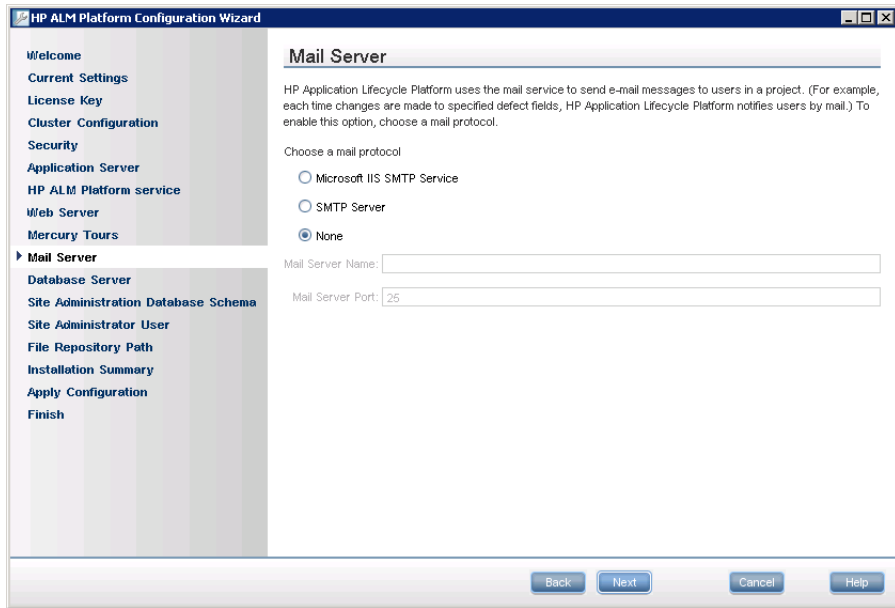 HP ALM Platform Configuration Wizard
Welcome
Current Settings
License Key
Cluster Configuration
Security
Application Server
HP ALM Platform service
Web Server
Mercury Tours
Mail Server
Database Server
Site Administration Database Schema
Site Administrator User
File Repository Path
Installation Summary
Apply Configuration
Finish
Mail Server
HP Application Lifecycle Platform uses the mail service to send e-mail messages to users in a project. (For example,
each time changes are made to specified defect fields, HP Application Lifecycle Platform notifies users by mail.) To
enable this option, choose a mail protocol.
Choose a mail protocol
Microsoft IIS SMTP Service
SMTP Server
None
Mail Server Name:
Mail Server Port: 25
Back Next Cancel Help